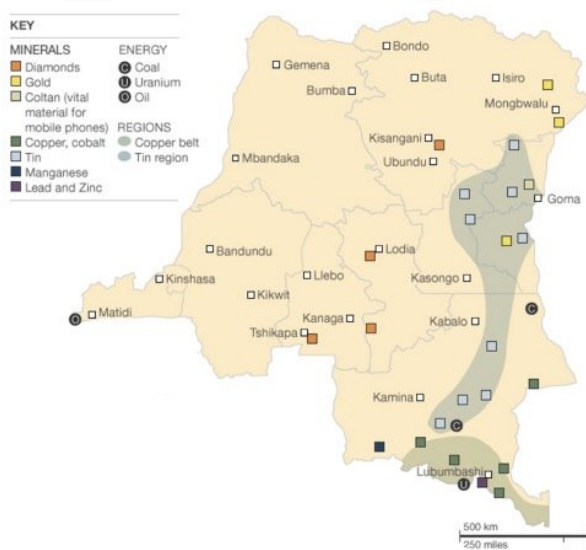 KEY
MINERALS
Diamonds
Gold
Coltan (vital
material for
mobile phones)
Copper, cobalt
Tin
Manganese
Lead and Zinc
ENERGY
C Coal
U Uranium
O Oil
REGIONS
Copper belt
Tin region
Bondo
Gemena
Buta
Isiro
Bumba
Mongbwalu
Kisangani
Ubundu
Mbandaka
Goma
Bandundu
Lodia
Kinshasa
Llebo
Kasongo
Kikwit
C
O
Matidi
Kanaga
Kabalo
Tshikapa
Kamina
C
Lubumbashi
U
500 km
250 miles